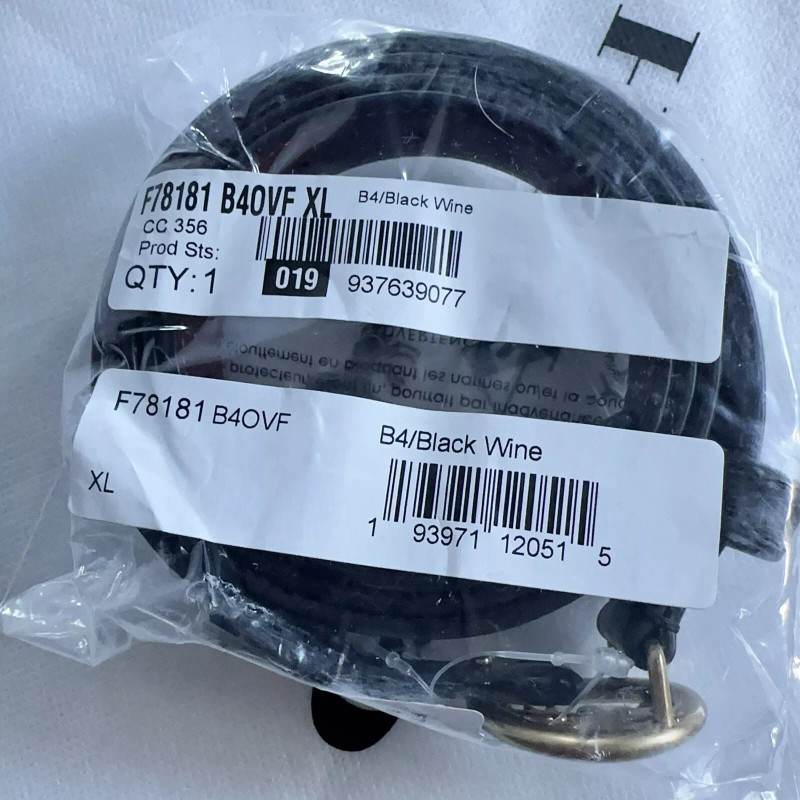 F78181 B4OVF XL
B4/Black Wine
CC 356
Prod Sts:
QTY: 1
019 937639077
F78181 B4OVF
B4/Black Wine
XL
1 93971 12051 5